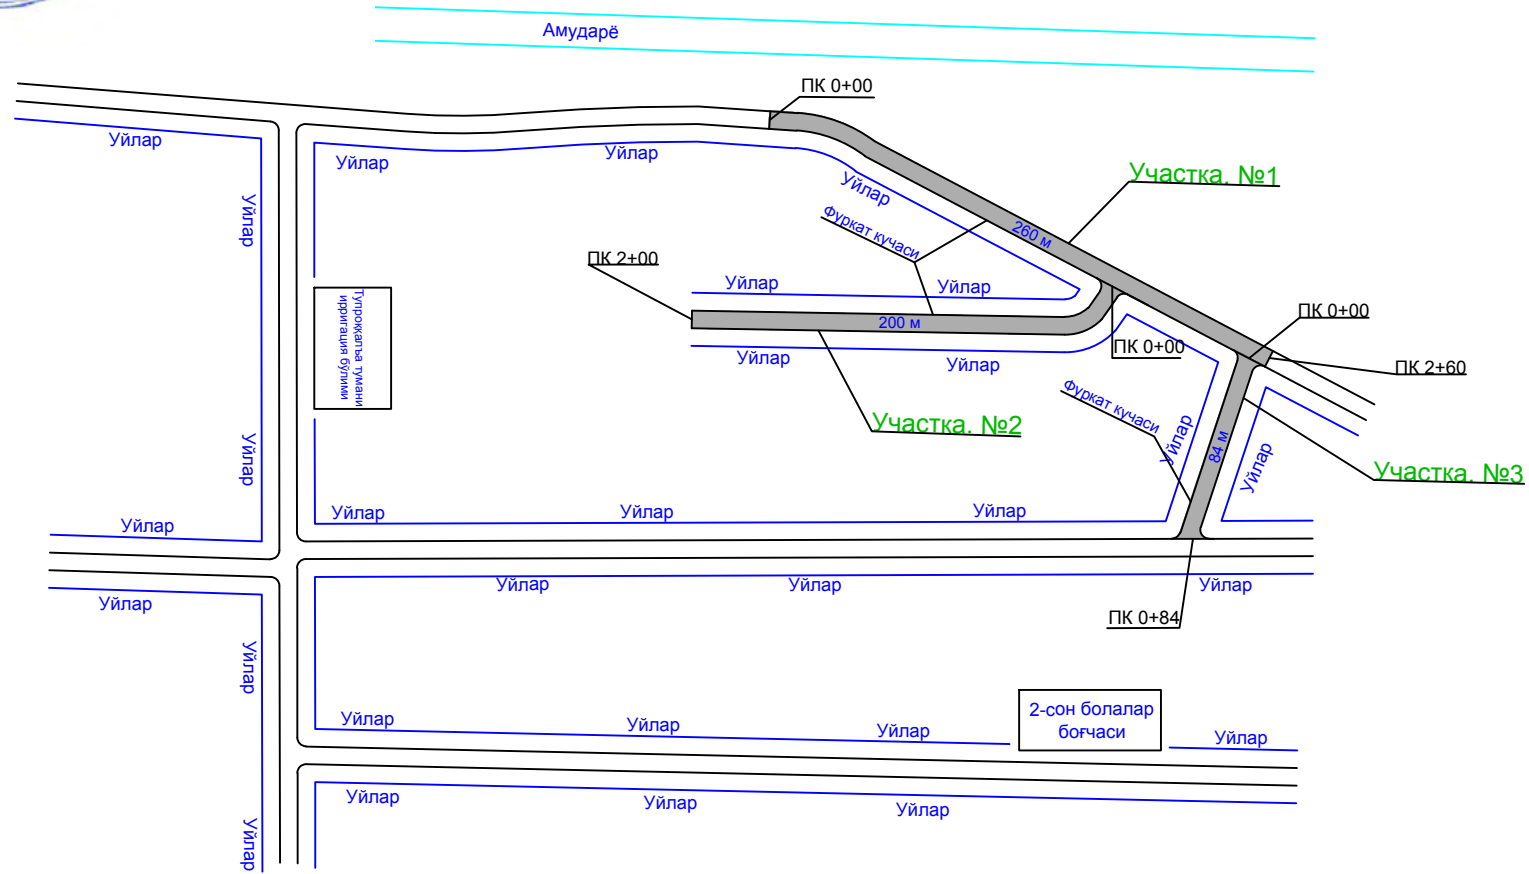 Амударё
ПК 0+00
Уйлар
Уйлар
Уйлар
Участка. №1
Уйлар
Уйлар
Фуркат кучаси
260 м
ПК 2+00
Уйлар
Уйлар
Тупроққалъа тумани
ирригация бўлими
200 м
ПК 0+00
ПК 0+00
Уйлар
Уйлар
ПК 2+60
Фуркат кучаси
Участка. №2
Уйлар
84 м
Уйлар
Уйлар
Участка. №3
Уйлар
Уйлар
Уйлар
Уйлар
Уйлар
Уйлар
Уйлар
Уйлар
ПК 0+84
Уйлар
Уйлар
2-сон болалар
боғчаси
Уйлар
Уйлар
Уйлар
Уйлар
Уйлар
Уйлар
Уйлар
Уйлар